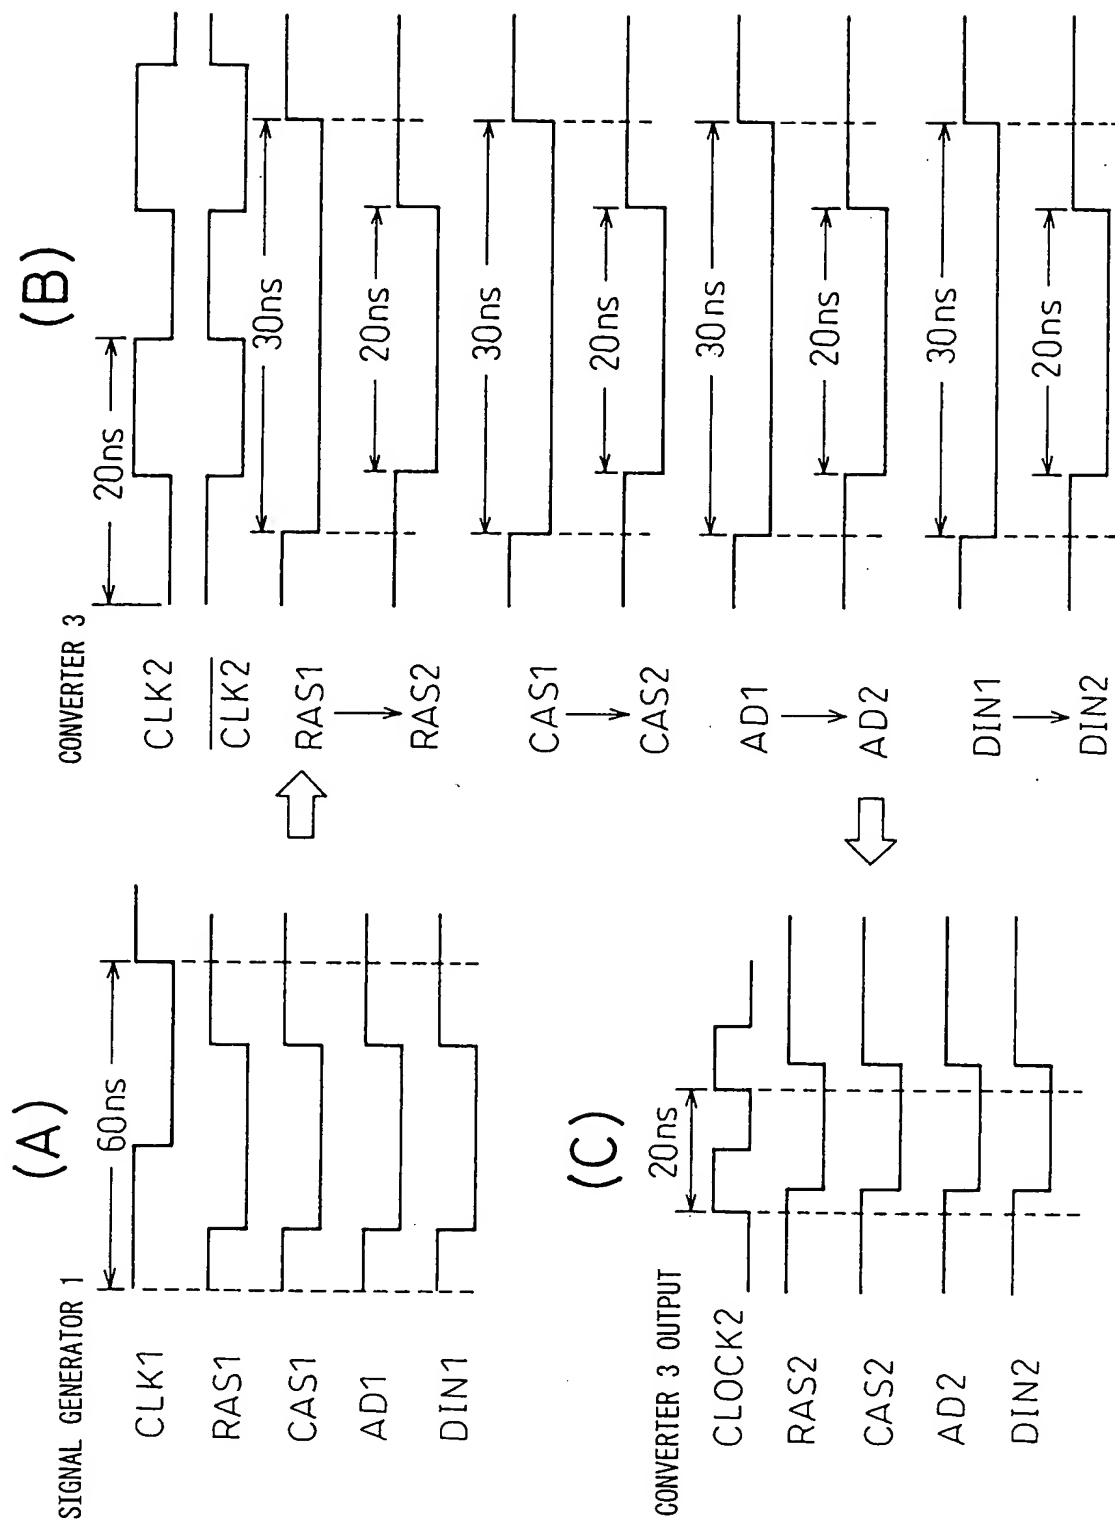 (A)
SIGNAL GENERATOR 1
60ns
CLK1
RAS1
CAS1
AD1
DIN1
(B)
CONVERTER 3
20ns
CLK2
CLK2
30ns
RAS1
20ns
RAS2
30ns
CAS1
20ns
CAS2
30ns
AD1
20ns
AD2
30ns
DIN1
20ns
DIN2
(C)
CONVERTER 3 OUTPUT
20ns
CLOCK2
RAS2
CAS2
AD2
DIN2